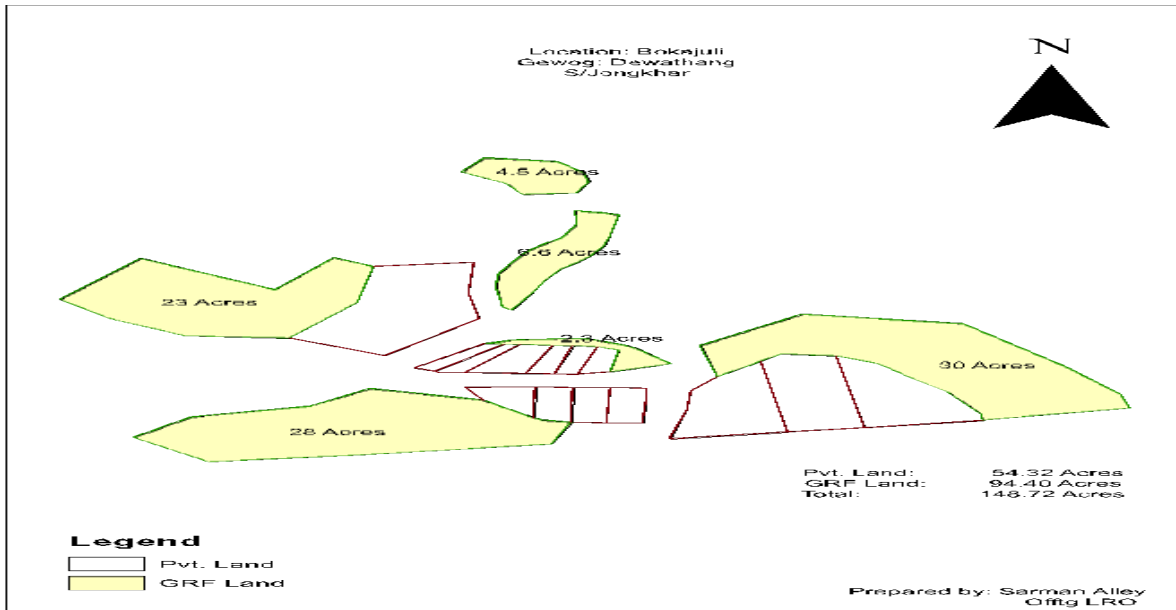 Location: Bokajuli
Gewog: Dewathang
S/Jongkhar
N
4.5 Acres
6.6 Acres
23 Acres
2.3 Acres
30 Acres
28 Acres
Pvt. Land: 54.32 Acres
GRF Land: 94.40 Acres
Total: 148.72 Acres
Legend
Pvt. Land
GRF Land
Prepared by: Sarman Alley
Offtg LRO